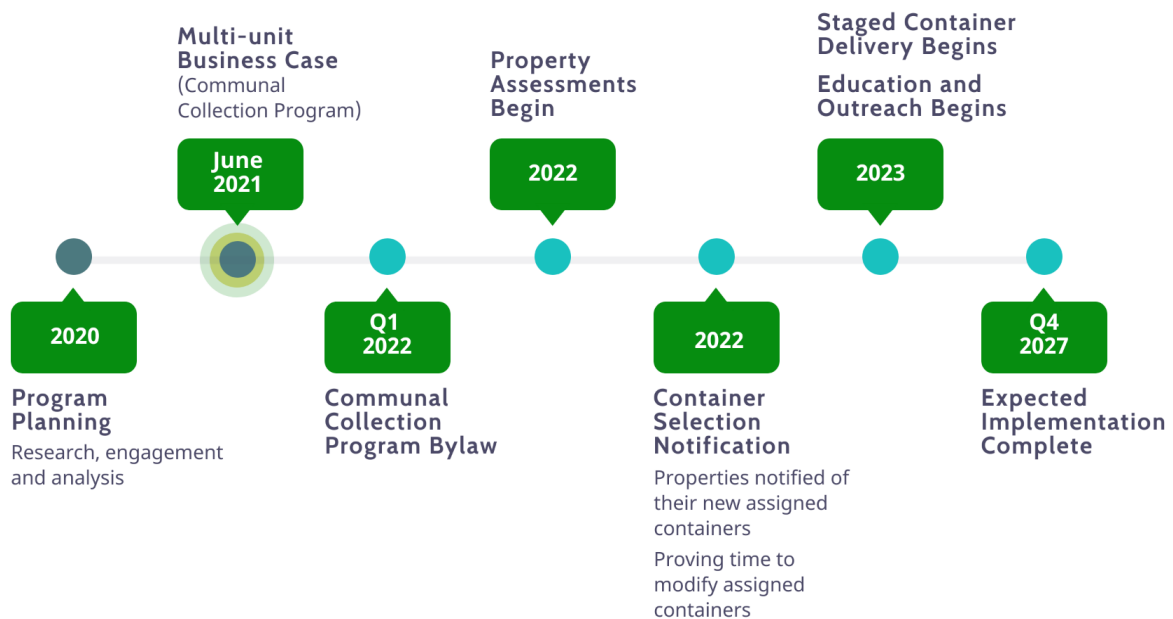 Multi-unit
Business Case
(Communal
Collection Program)
June
2021
Property
Assessments
Begin
2022
Staged Container
Delivery Begins
Education and
Outreach Begins
2023
2020
Program
Planning
Research, engagement
and analysis
Q1
2022
Communal
Collection
Program Bylaw
2022
Container
Selection
Notification
Properties notified of
their new assigned
containers
Proving time to
modify assigned
containers
Q4
2027
Expected
Implementation
Complete